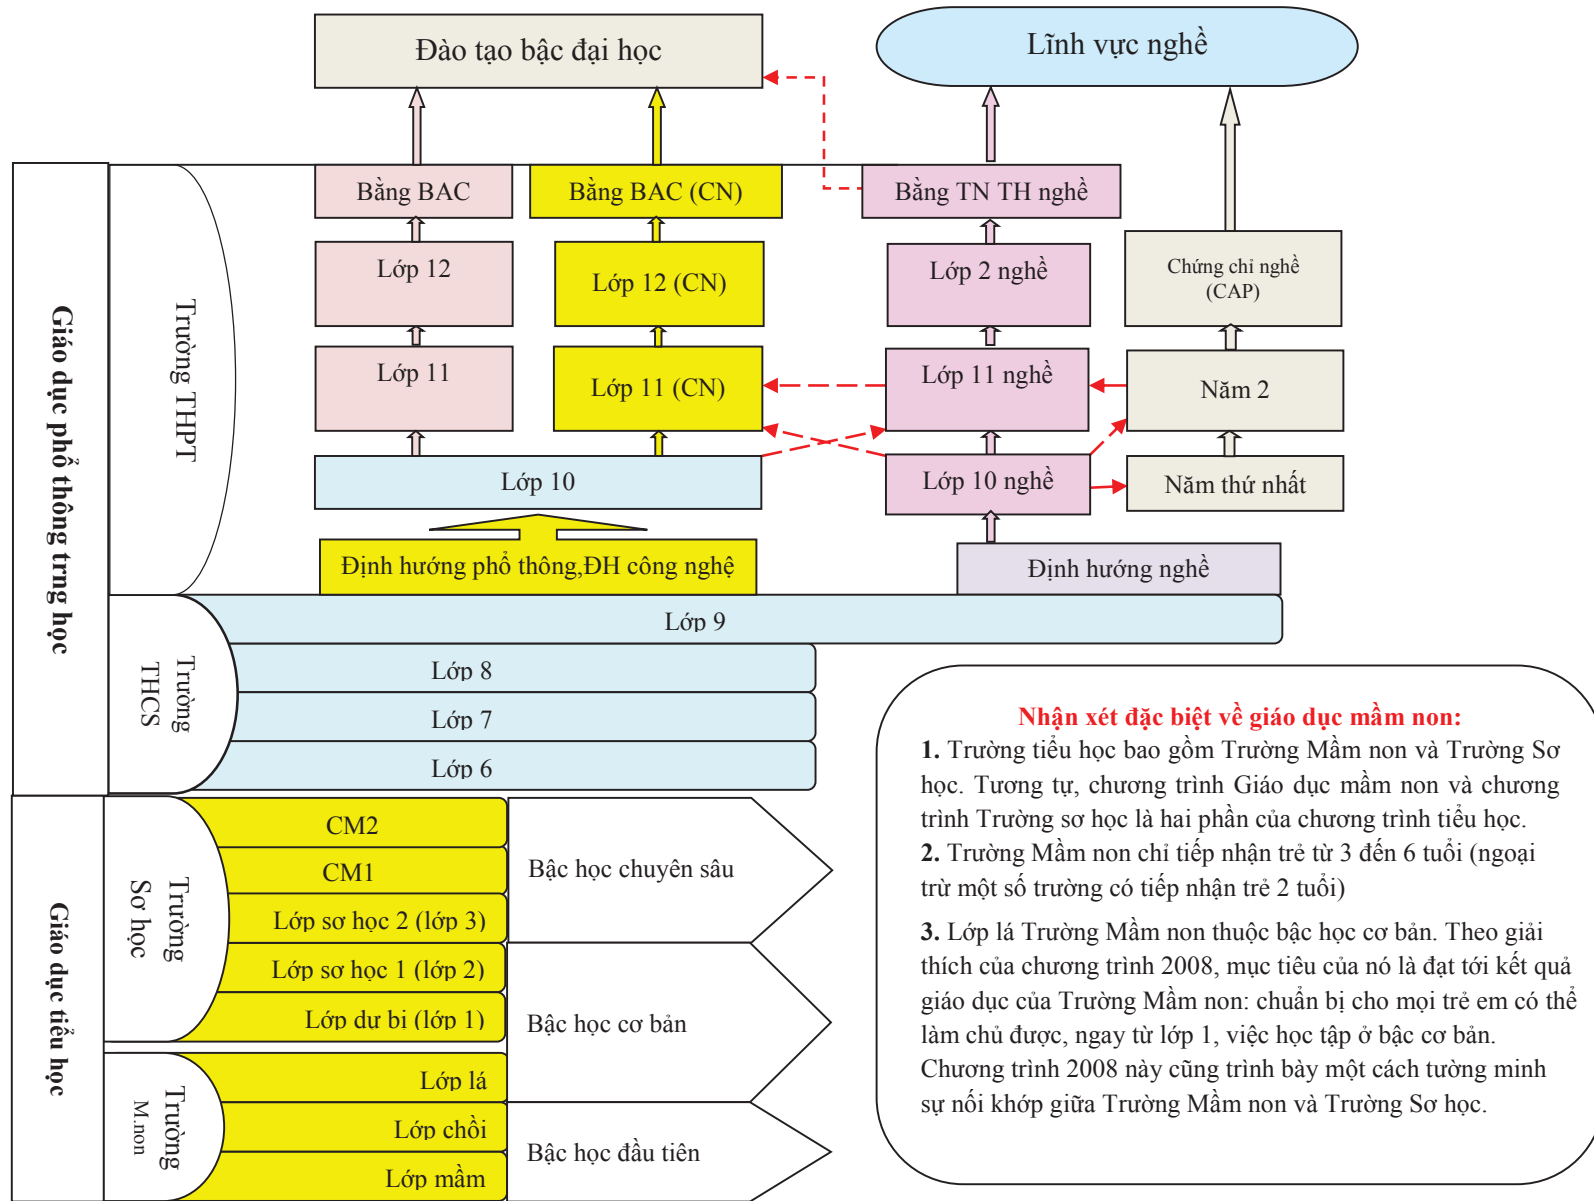 Đào tạo bậc đại học
Lĩnh vực nghề
Giáo dục phổ thông trng học
Trường THPT
Bằng BAC
Bằng BAC (CN)
Bằng TN TH nghề
Lớp 12
Lớp 12 (CN)
Lớp 2 nghề
Chứng chỉ nghề
(CAP)
Lớp 11
Lớp 11 (CN)
Lớp 11 nghề
Năm 2
Lớp 10
Lớp 10 nghề
Năm thứ nhất
Định hướng phổ thông,ĐH công nghệ
Định hướng nghề
Trường
THCS
Lớp 9
Lớp 8
Lớp 7
Lớp 6
Giáo dục tiểu học
Trường
Sơ học
CM2
CM1
Lớp sơ học 2 (lớp 3)
Lớp sơ học 1 (lớp 2)
Lớp dư bi (lớp 1)
Bậc học chuyên sâu
Bậc học cơ bản
Trường
M.non
Lớp lá
Lớp chồi
Lớp mầm
Bậc học đầu tiên
Nhận xét đặc biệt về giáo dục mầm non:
1. Trường tiểu học bao gồm Trường Mầm non và Trường Sơ
học. Tương tự, chương trình Giáo dục mầm non và chương
trình Trường sơ học là hai phần của chương trình tiểu học.
2. Trường Mầm non chỉ tiếp nhận trẻ từ 3 đến 6 tuổi (ngoại
trừ một số trường có tiếp nhận trẻ 2 tuổi)
3. Lớp lá Trường Mầm non thuộc bậc học cơ bản. Theo giải
thích của chương trình 2008, mục tiêu của nó là đạt tới kết quả
giáo dục của Trường Mầm non: chuẩn bị cho mọi trẻ em có thể
làm chủ được, ngay từ lớp 1, việc học tập ở bậc cơ bản.
Chương trình 2008 này cũng trình bày một cách tường minh
sự nối khớp giữa Trường Mầm non và Trường Sơ học.